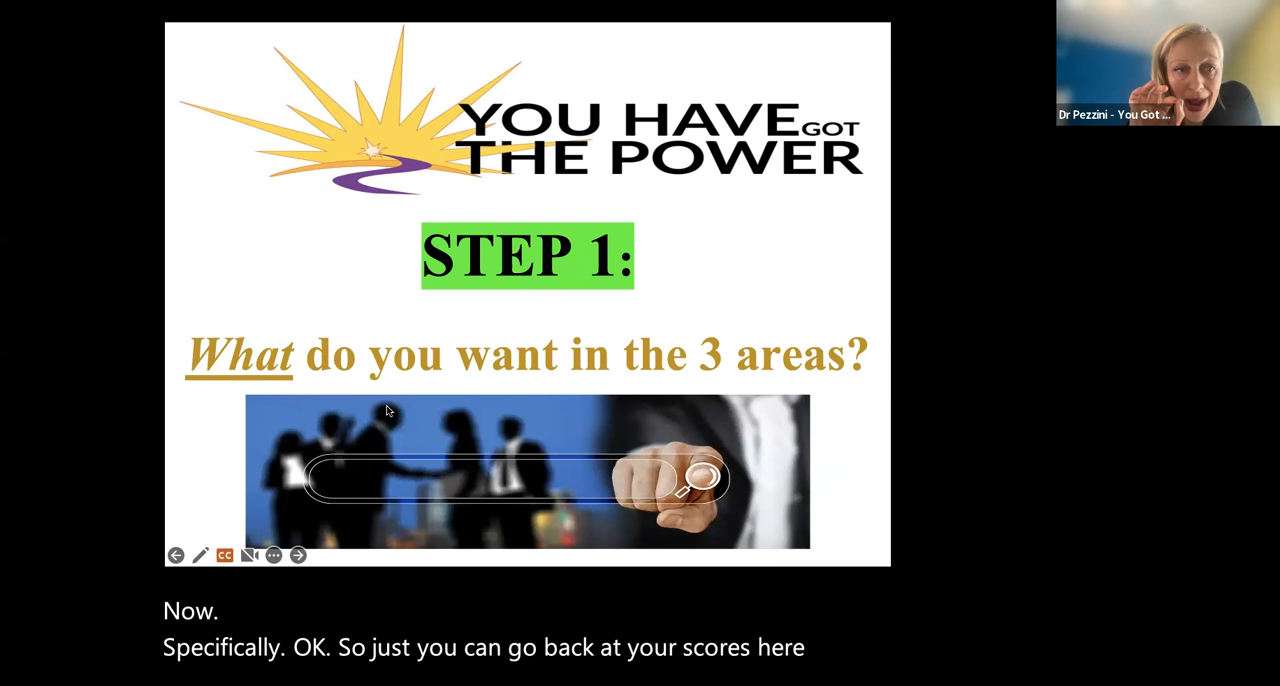 YOU HAVE GOT
THE POWER
STEP 1:
What do you want in the 3 areas?
CC
Dr Pezzini - You Got ...
Now.
Specifically. OK. So just you can go back at your scores here